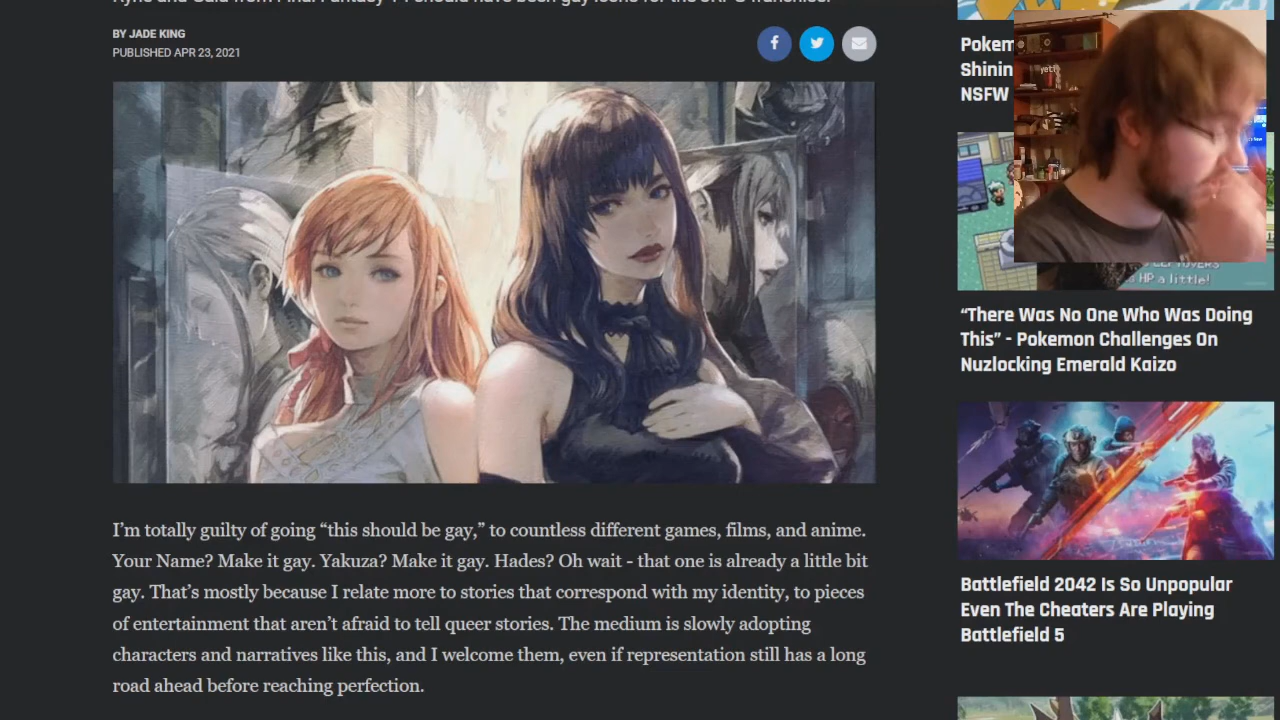 BY JADE KING
PUBLISHED APR 23, 2021
I'm totally guilty of going “this should be gay,” to countless different games, films, and anime.
Your Name? Make it gay. Yakuza? Make it gay. Hades? Oh wait - that one is already a little bit
gay. That's mostly because I relate more to stories that correspond with my identity, to pieces
of entertainment that aren't afraid to tell queer stories. The medium is slowly adopting
characters and narratives like this, and I welcome them, even if representation still has a long
road ahead before reaching perfection.
NSFW
yeti
HP a little!
“There Was No One Who Was Doing
This” - Pokemon Challenges On
Nuzlocking Emerald Kaizo
Battlefield 2042 Is So Unpopular
Even The Cheaters Are Playing
Battlefield 5